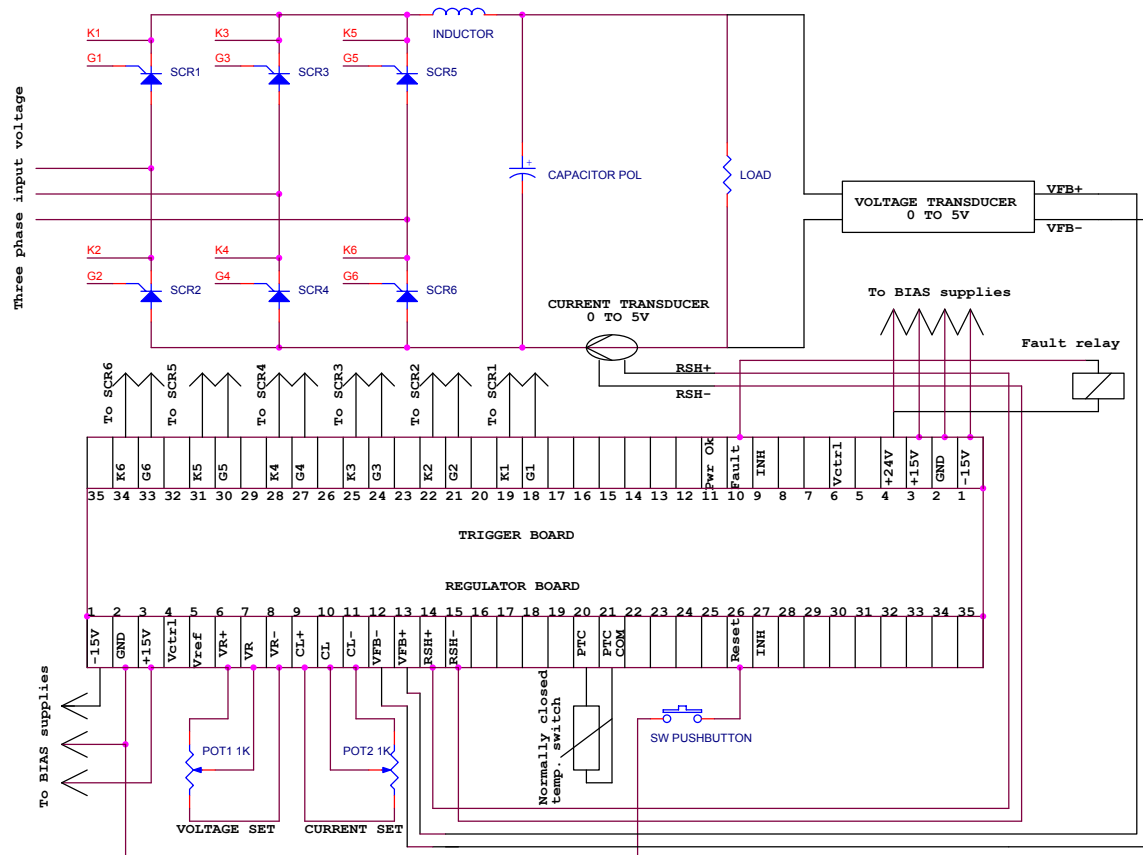 K1
K3
K5
INDUCTOR
G1
G3
G5
SCR1
SCR3
SCR5
Three phase input voltage
CAPACITOR POL
LOAD
VOLTAGE TRANSDUCER
0 TO 5V
VFB+
VFB-
K2
K4
K6
G2
G4
G6
SCR2
SCR4
SCR6
CURRENT TRANSDUCER
0 TO 5V
To BIAS supplies
Fault relay
RSH+
RSH-
To SCR6
To SCR5
To SCR4
To SCR3
To SCR2
To SCR1
K6 G6 K5 G5 K4 G4 K3 G3 K2 G2 K1 G1 Pwr Ok Fault INH Vctrl +24V +15V GND -15V
35 34 33 32 31 30 29 28 27 26 25 24 23 22 21 20 19 18 17 16 15 14 13 12 11 10 9 8 7 6 5 4 3 2 1
TRIGGER BOARD
REGULATOR BOARD
1 2 3 4 5 6 7 8 9 10 11 12 13 14 15 16 17 18 19 20 21 22 23 24 25 26 27 28 29 30 31 32 33 34 35
-15V GND +15V Vctrl Vref VR+ VR VR- CL+ CL CL- VFB- VFB+ RSH+ RSH- PTC PTC COM Reset INH
To BIAS supplies
POT1 1K
POT2 1K
Normally closed
temp. switch
SW PUSHBUTTON
VOLTAGE SET
CURRENT SET